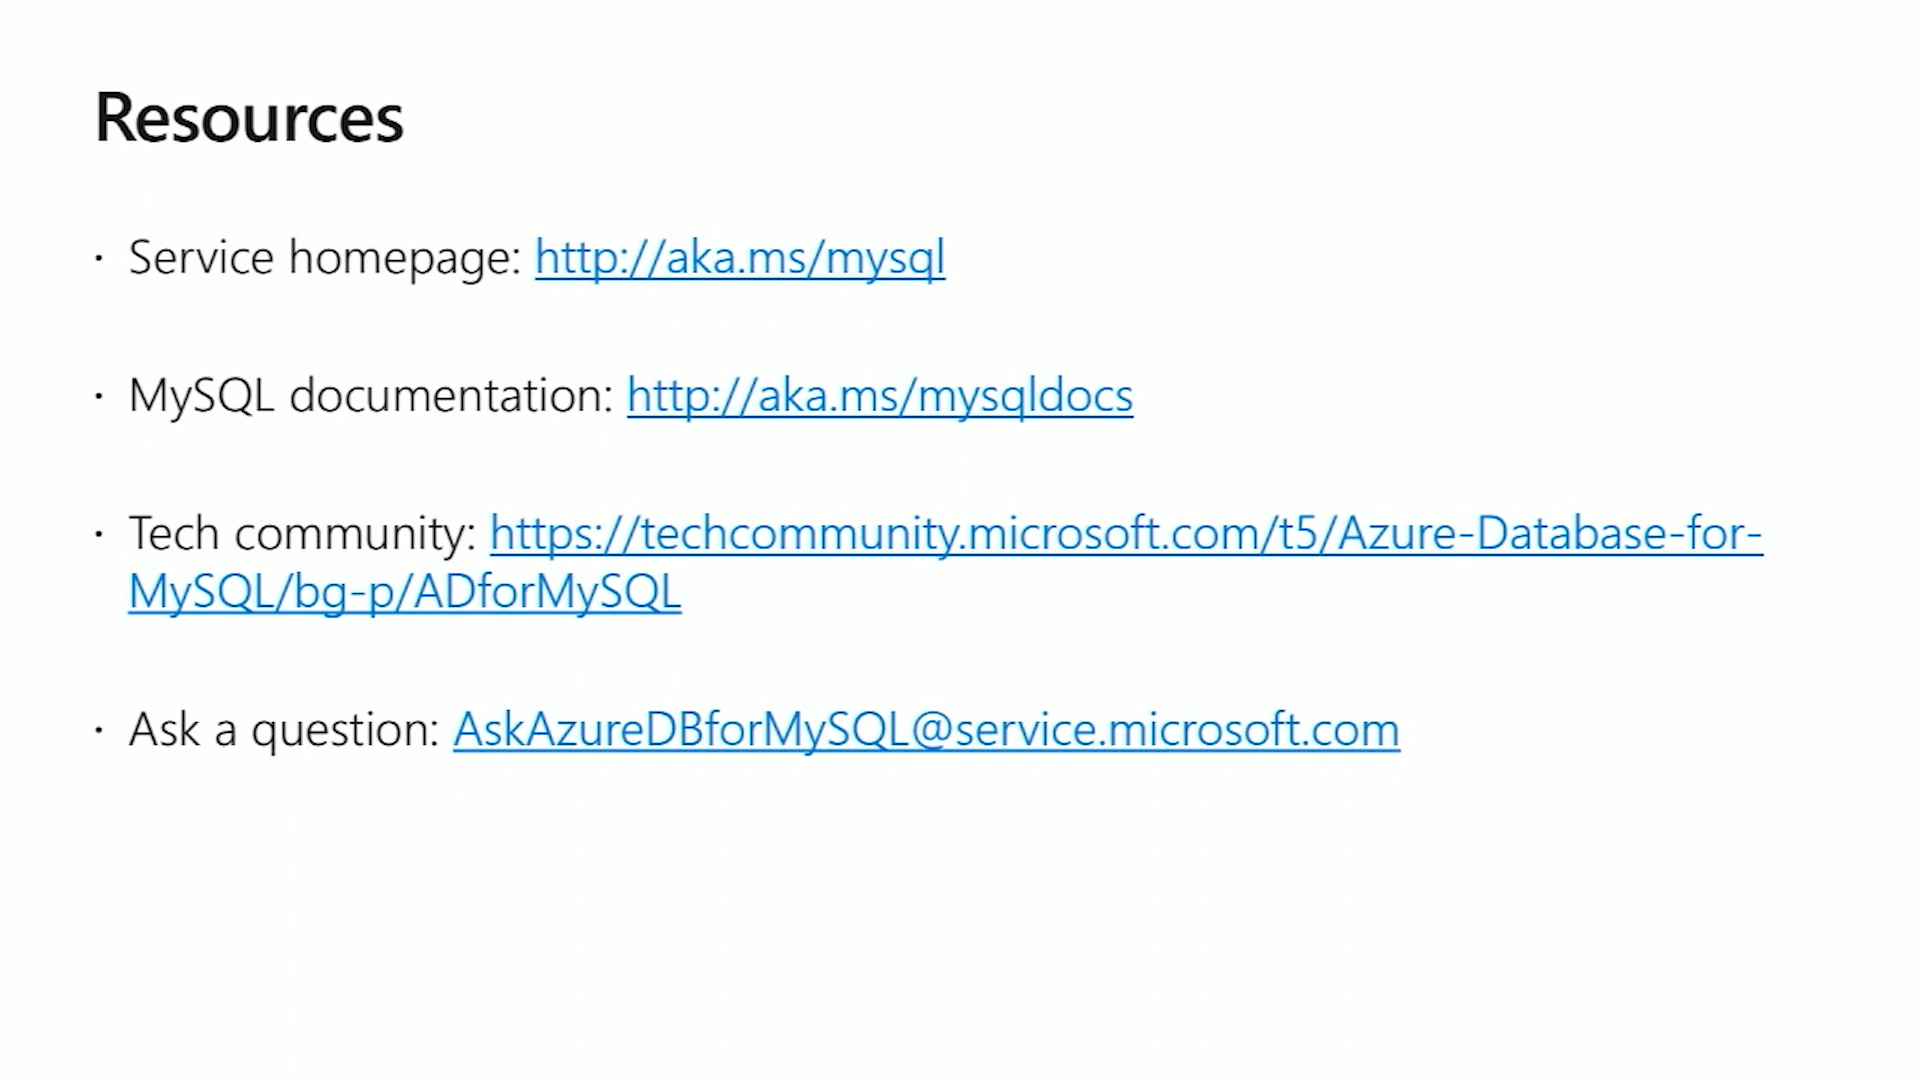 Resources
· Service homepage: http://aka.ms/mysql
· MySQL documentation: http://aka.ms/mysqldocs
· Tech community: https://techcommunity.microsoft.com/t5/Azure-Database-for-
MySQL/bg-p/ADforMySQL
· Ask a question: AskAzureDBforMySQL@service.microsoft.com